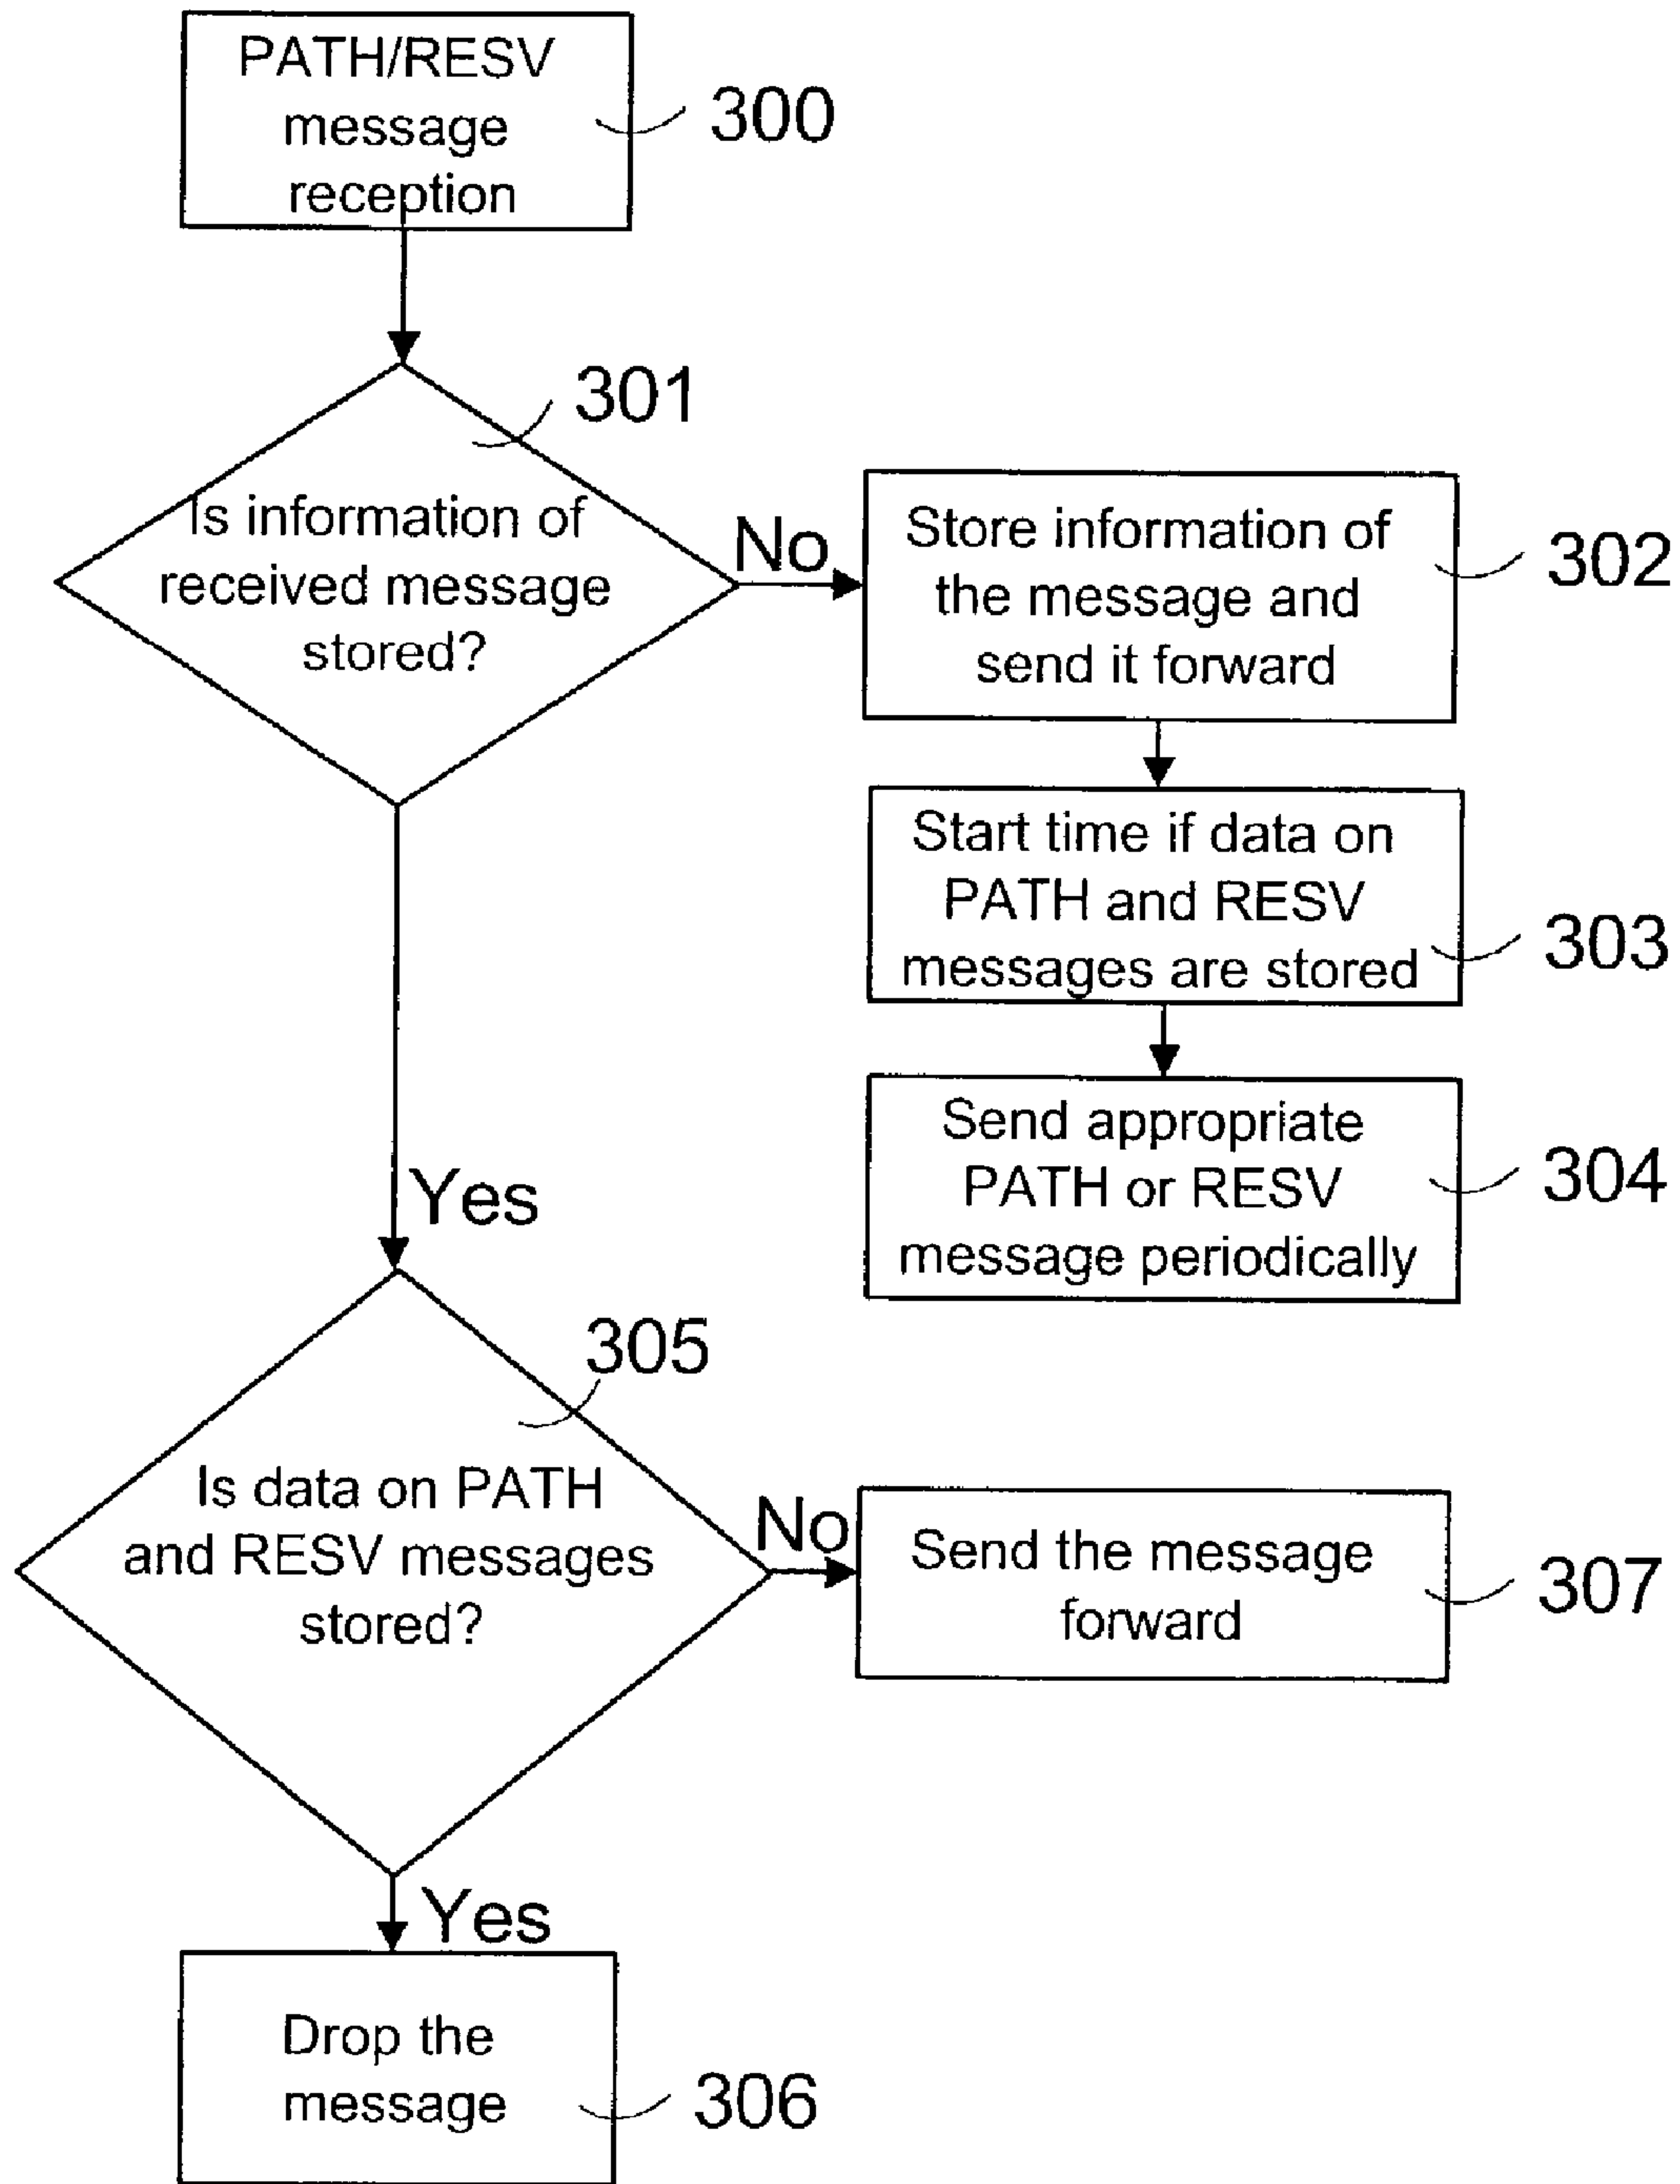 PATH/RESV
message
reception
300
301
Is information of
received message
stored?
No
Store information of
the message and
send it forward
302
Start time if data on
PATH and RESV
messages are stored
303
Send appropriate
PATH or RESV
message periodically
304
Yes
305
Is data on PATH
and RESV messages
stored?
No
Send the message
forward
307
Yes
Drop the
message
306